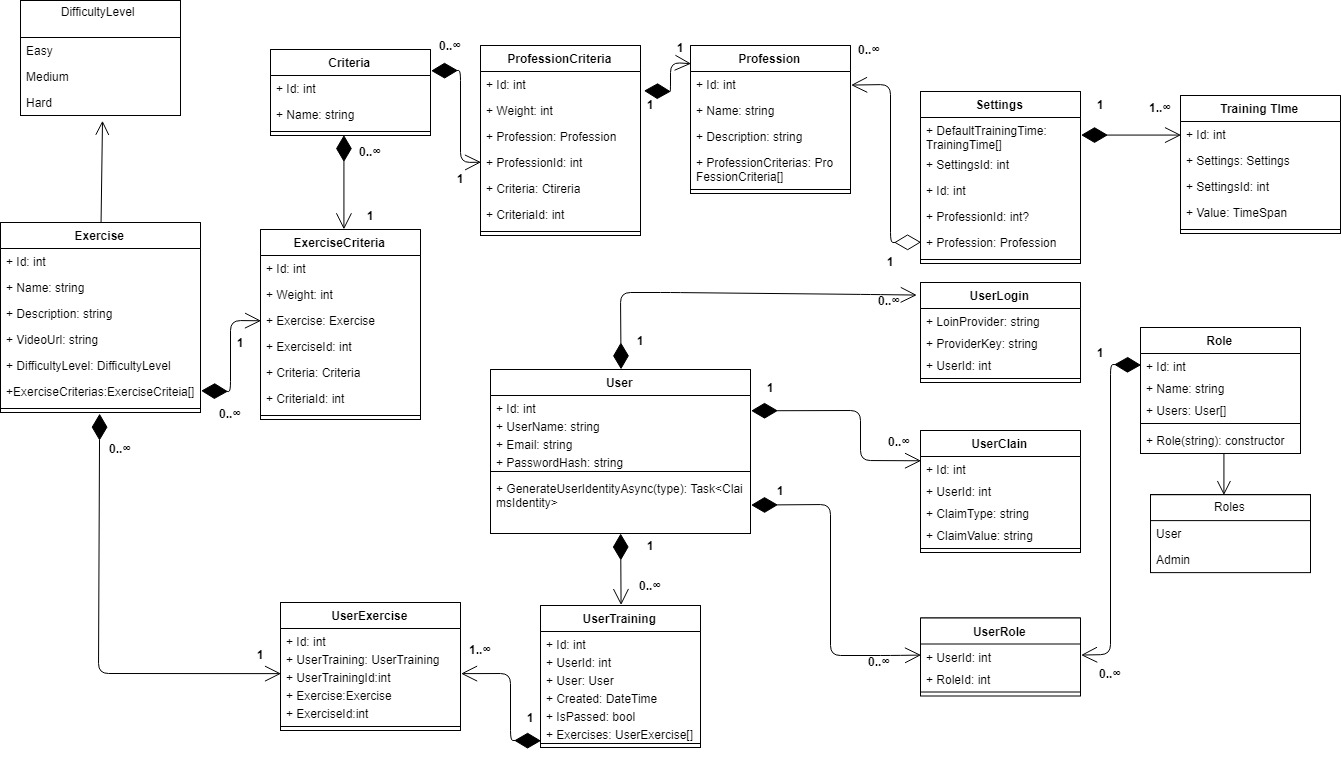 DifficultyLevel
Easy
Medium
Hard
Criteria
+ Id: int
+ Name: string
0..∞
0..∞
1
1
ProfessionCriteria
+ Id: int
+ Weight: int
+ Profession: Profession
+ ProfessionId: int
+ Criteria: Ctireria
+ CriteriaId: int
1
1
Profession
+ Id: int
+ Name: string
+ Description: string
+ ProfessionCriterias: Pro
FessionCriteria[]
0..∞
1
Settings
+ DefaultTrainingTime:
TrainingTime[]
+ SettingsId: int
+ Id: int
+ ProfessionId: int?
+ Profession: Profession
1
1..∞
Training TIme
+ Id: int
+ Settings: Settings
+ SettingsId: int
+ Value: TimeSpan
Exercise
+ Id: int
+ Name: string
+ Description: string
+ VideoUrl: string
+ DifficultyLevel: DifficultyLevel
+ExerciseCriterias:ExerciseCriteia[]
1
0..∞
0..∞
ExerciseCriteria
+ Id: int
+ Weight: int
+ Exercise: Exercise
+ ExerciseId: int
+ Criteria: Criteria
+ CriteriaId: int
1
0..∞
UserLogin
+ LoinProvider: string
+ ProviderKey: string
+ UserId: int
User
+ Id: int
+ UserName: string
+ Email: string
+ PasswordHash: string
+ GenerateUserIdentityAsync(type): Task<Clai
msIdentity>
1
0..∞
UserClain
+ Id: int
+ UserId: int
+ ClaimType: string
+ ClaimValue: string
1
Role
+ Id: int
+ Name: string
+ Users: User[]
+ Role(string): constructor
Roles
User
Admin
1
0..∞
1
0..∞
1
UserExercise
+ Id: int
+ UserTraining: UserTraining
+ UserTrainingId:int
+ Exercise:Exercise
+ ExerciseId:int
1..∞
1
UserTraining
+ Id: int
+ UserId: int
+ User: User
+ Created: DateTime
+ IsPassed: bool
+ Exercises: UserExercise[]
0..∞
UserRole
+ UserId: int
+ RoleId: int
0..∞